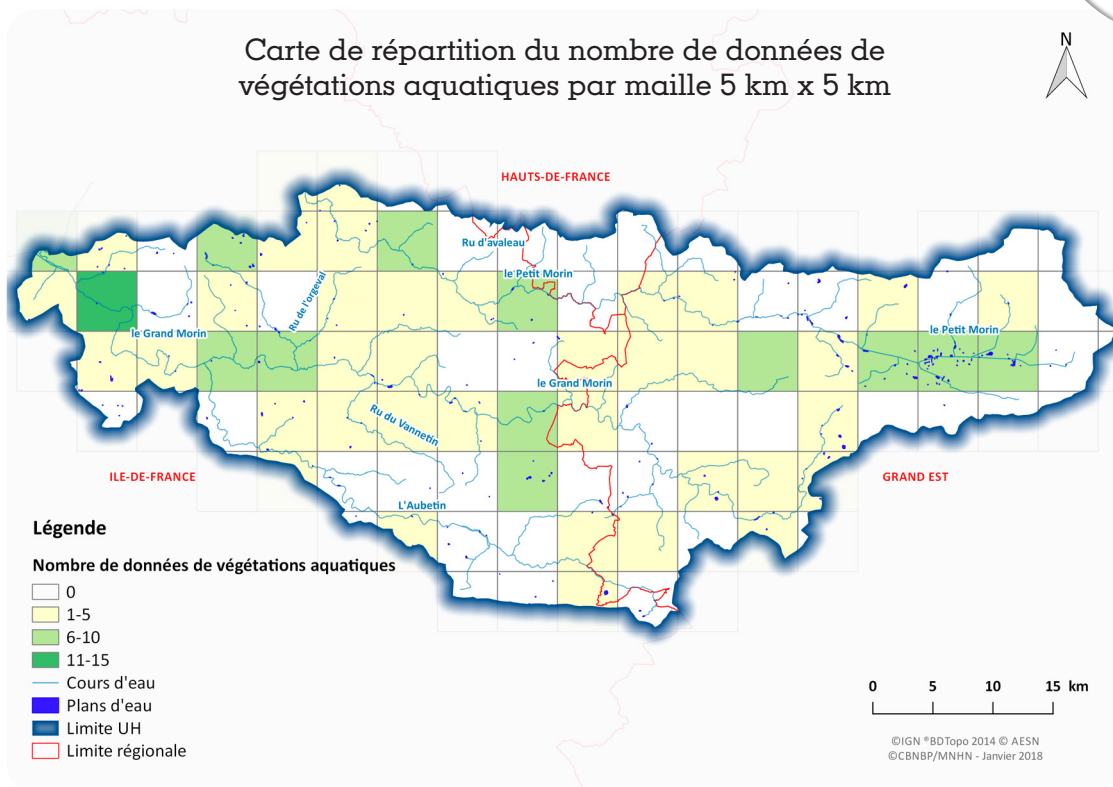 Carte de répartition du nombre de données de
végétations aquatiques par maille 5 km x 5 km
N
HAUTS-DE-FRANCE
Ru d'avaleau
le Petit Morin
Ru de l'orgeval
le Grand Morin
le Petit Morin
le Grand Morin
Ru du Vannetin
ILE-DE-FRANCE
GRAND EST
L'Aubetin
Légende
Nombre de données de végétations aquatiques
0
1-5
6-10
11-15
Cours d'eau
Plans d'eau
Limite UH
Limite régionale
0 5 10 15 km
©IGN ®BDTopo 2014 © AESN
©CBNBP/MNHN - Janvier 2018